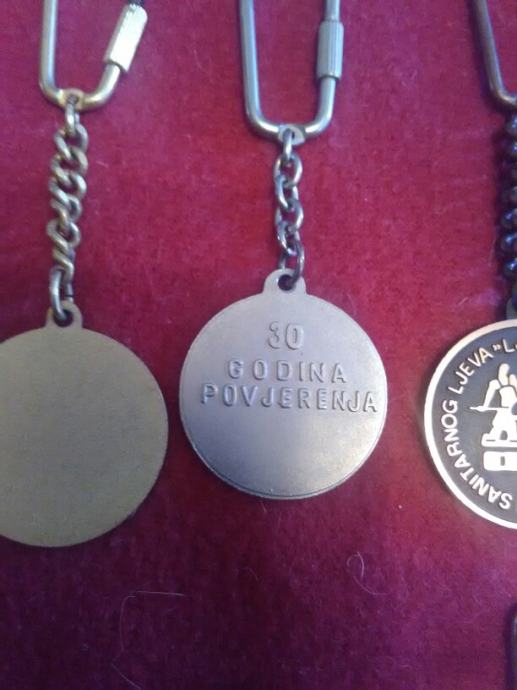 30
GODINA
POVJERENJA
SANITARNOG LJEVA "L